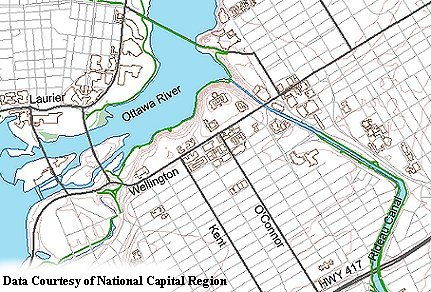 Laurier
Ottawa River
Wellington
O'Connor
Kent
Rideau Canal
HWY 417
Data Courtesy of National Capital Region